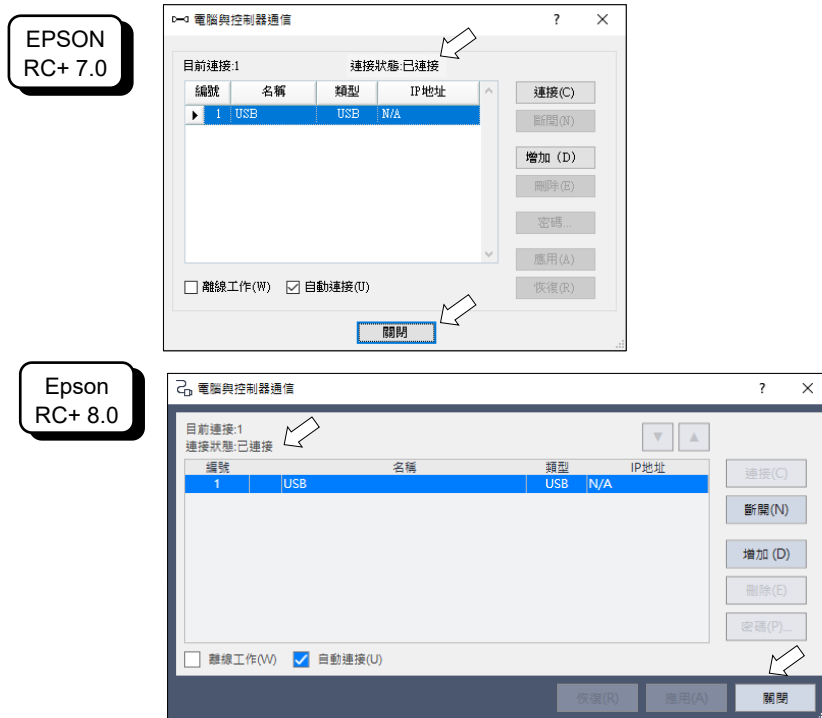 EPSON
RC+ 7.0
電腦與控制器通信
?
目前連接:1 連接狀態:已連接
編號 名稱 類型 IP地址
1 USB USB N/A
連接(C)
斷開(N)
增加 (D)
刪除(E)
密碼...
應用(A)
恢復(R)
離線工作(W) 自動連接(U)
關閉
Epson
RC+ 8.0
電腦與控制器通信
?
目前連接:1
連接狀態:已連接
編號 名稱 類型 IP地址
1 USB USB N/A
連接(C)
斷開(N)
增加 (D)
刪除(E)
密碼(P)...
離線工作(W) 自動連接(U)
恢復(R) 應用(A) 關閉